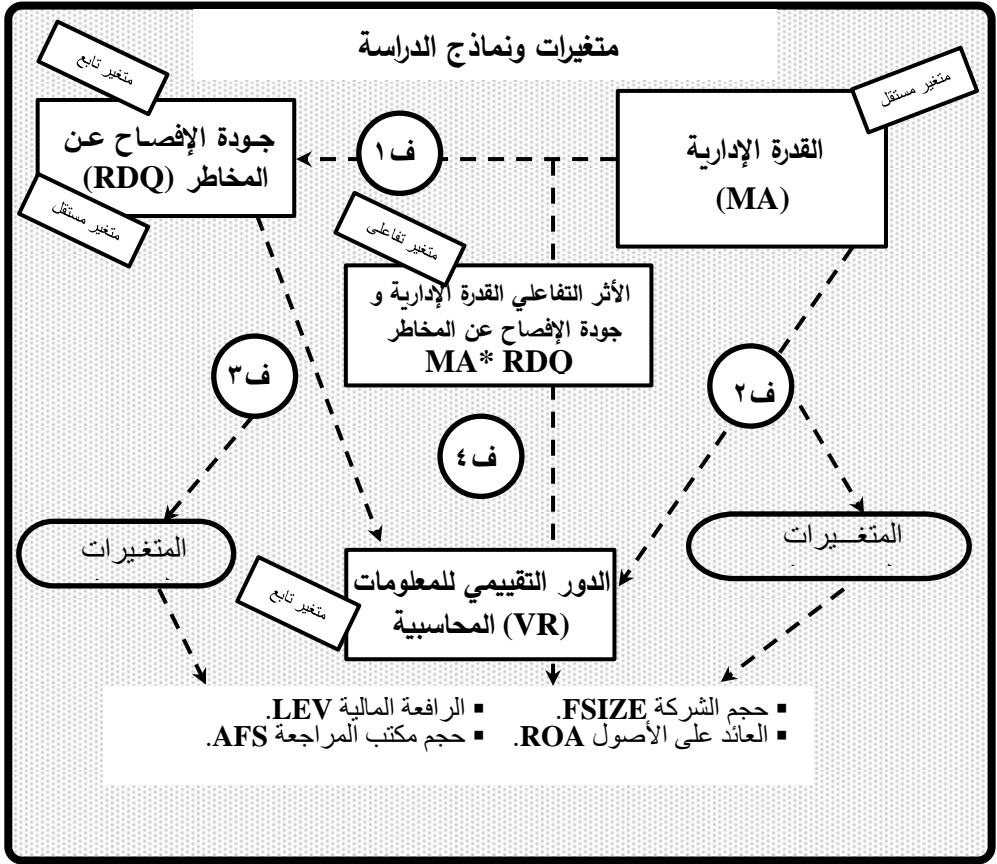 متغيرات ونماذج الدراسة
متغير مستقل
القدرة الإدارية
(MA)
ف١
متغير تابع
جودة الإفصاح عن
المخاطر (RDQ)
متغير مستقل
متغير تفاعلى
الأثر التفاعلي القدرة الإدارية و
جودة الإفصاح عن المخاطر
MA* RDQ
ف٢
ف٣
ف٤
المتغيرات
المتغيرات
متغير تابع
الدور التقييمي للمعلومات
المحاسبية (VR)
▪ حجم الشركة FSIZE. ▪ الرافعة المالية LEV.
▪ العائد على الأصول ROA. ▪ حجم مكتب المراجعة AFS.